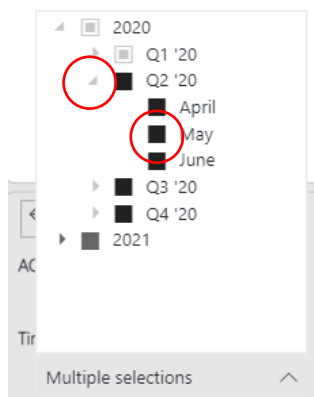 2020
Q1 '20
Q2 '20
April
May
June
Q3 '20
Q4 '20
2021
AC
Tir
Multiple selections